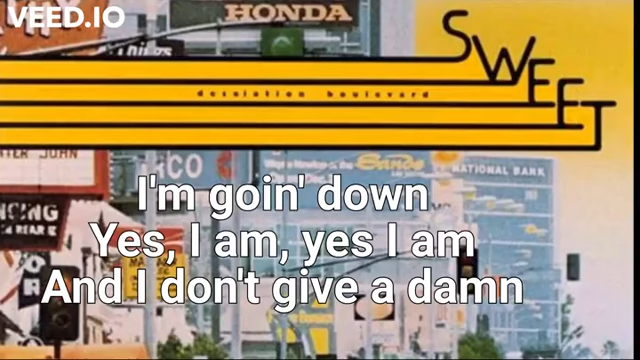 VEED.IO
HONDA
SWEET
desolation boulevard
NATIONAL BANK
Sands
CO
I'm goin' down
Yes, I am, yes I am
And I don't give a damn